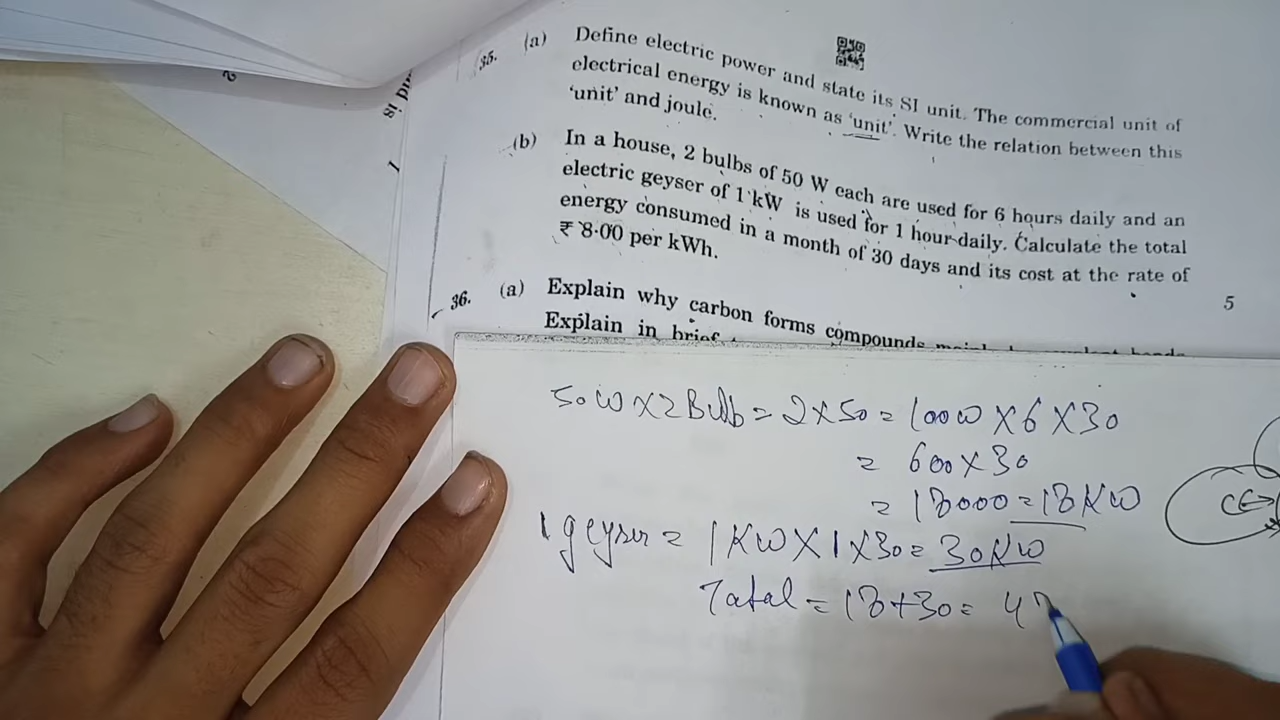 35. (a) Define electric power and state its SI unit. The commercial unit of
electrical energy is known as 'unit'. Write the relation between this
'unit' and joule.
(b) In a house, 2 bulbs of 50 W each are used for 6 hours daily and an
electric geyser of 1 kW is used for 1 hour daily. Calculate the total
energy consumed in a month of 30 days and its cost at the rate of
₹ 8·00 per kWh.
5
36. (a) Explain why carbon forms compounds
Explain in brief
50W×2Bulb = 2×50 = 100W×6×30
= 600×30
= 18000 = 18KW
1 geyser = 1KW×1×30 = 30KW
Total = 18+30 = 48